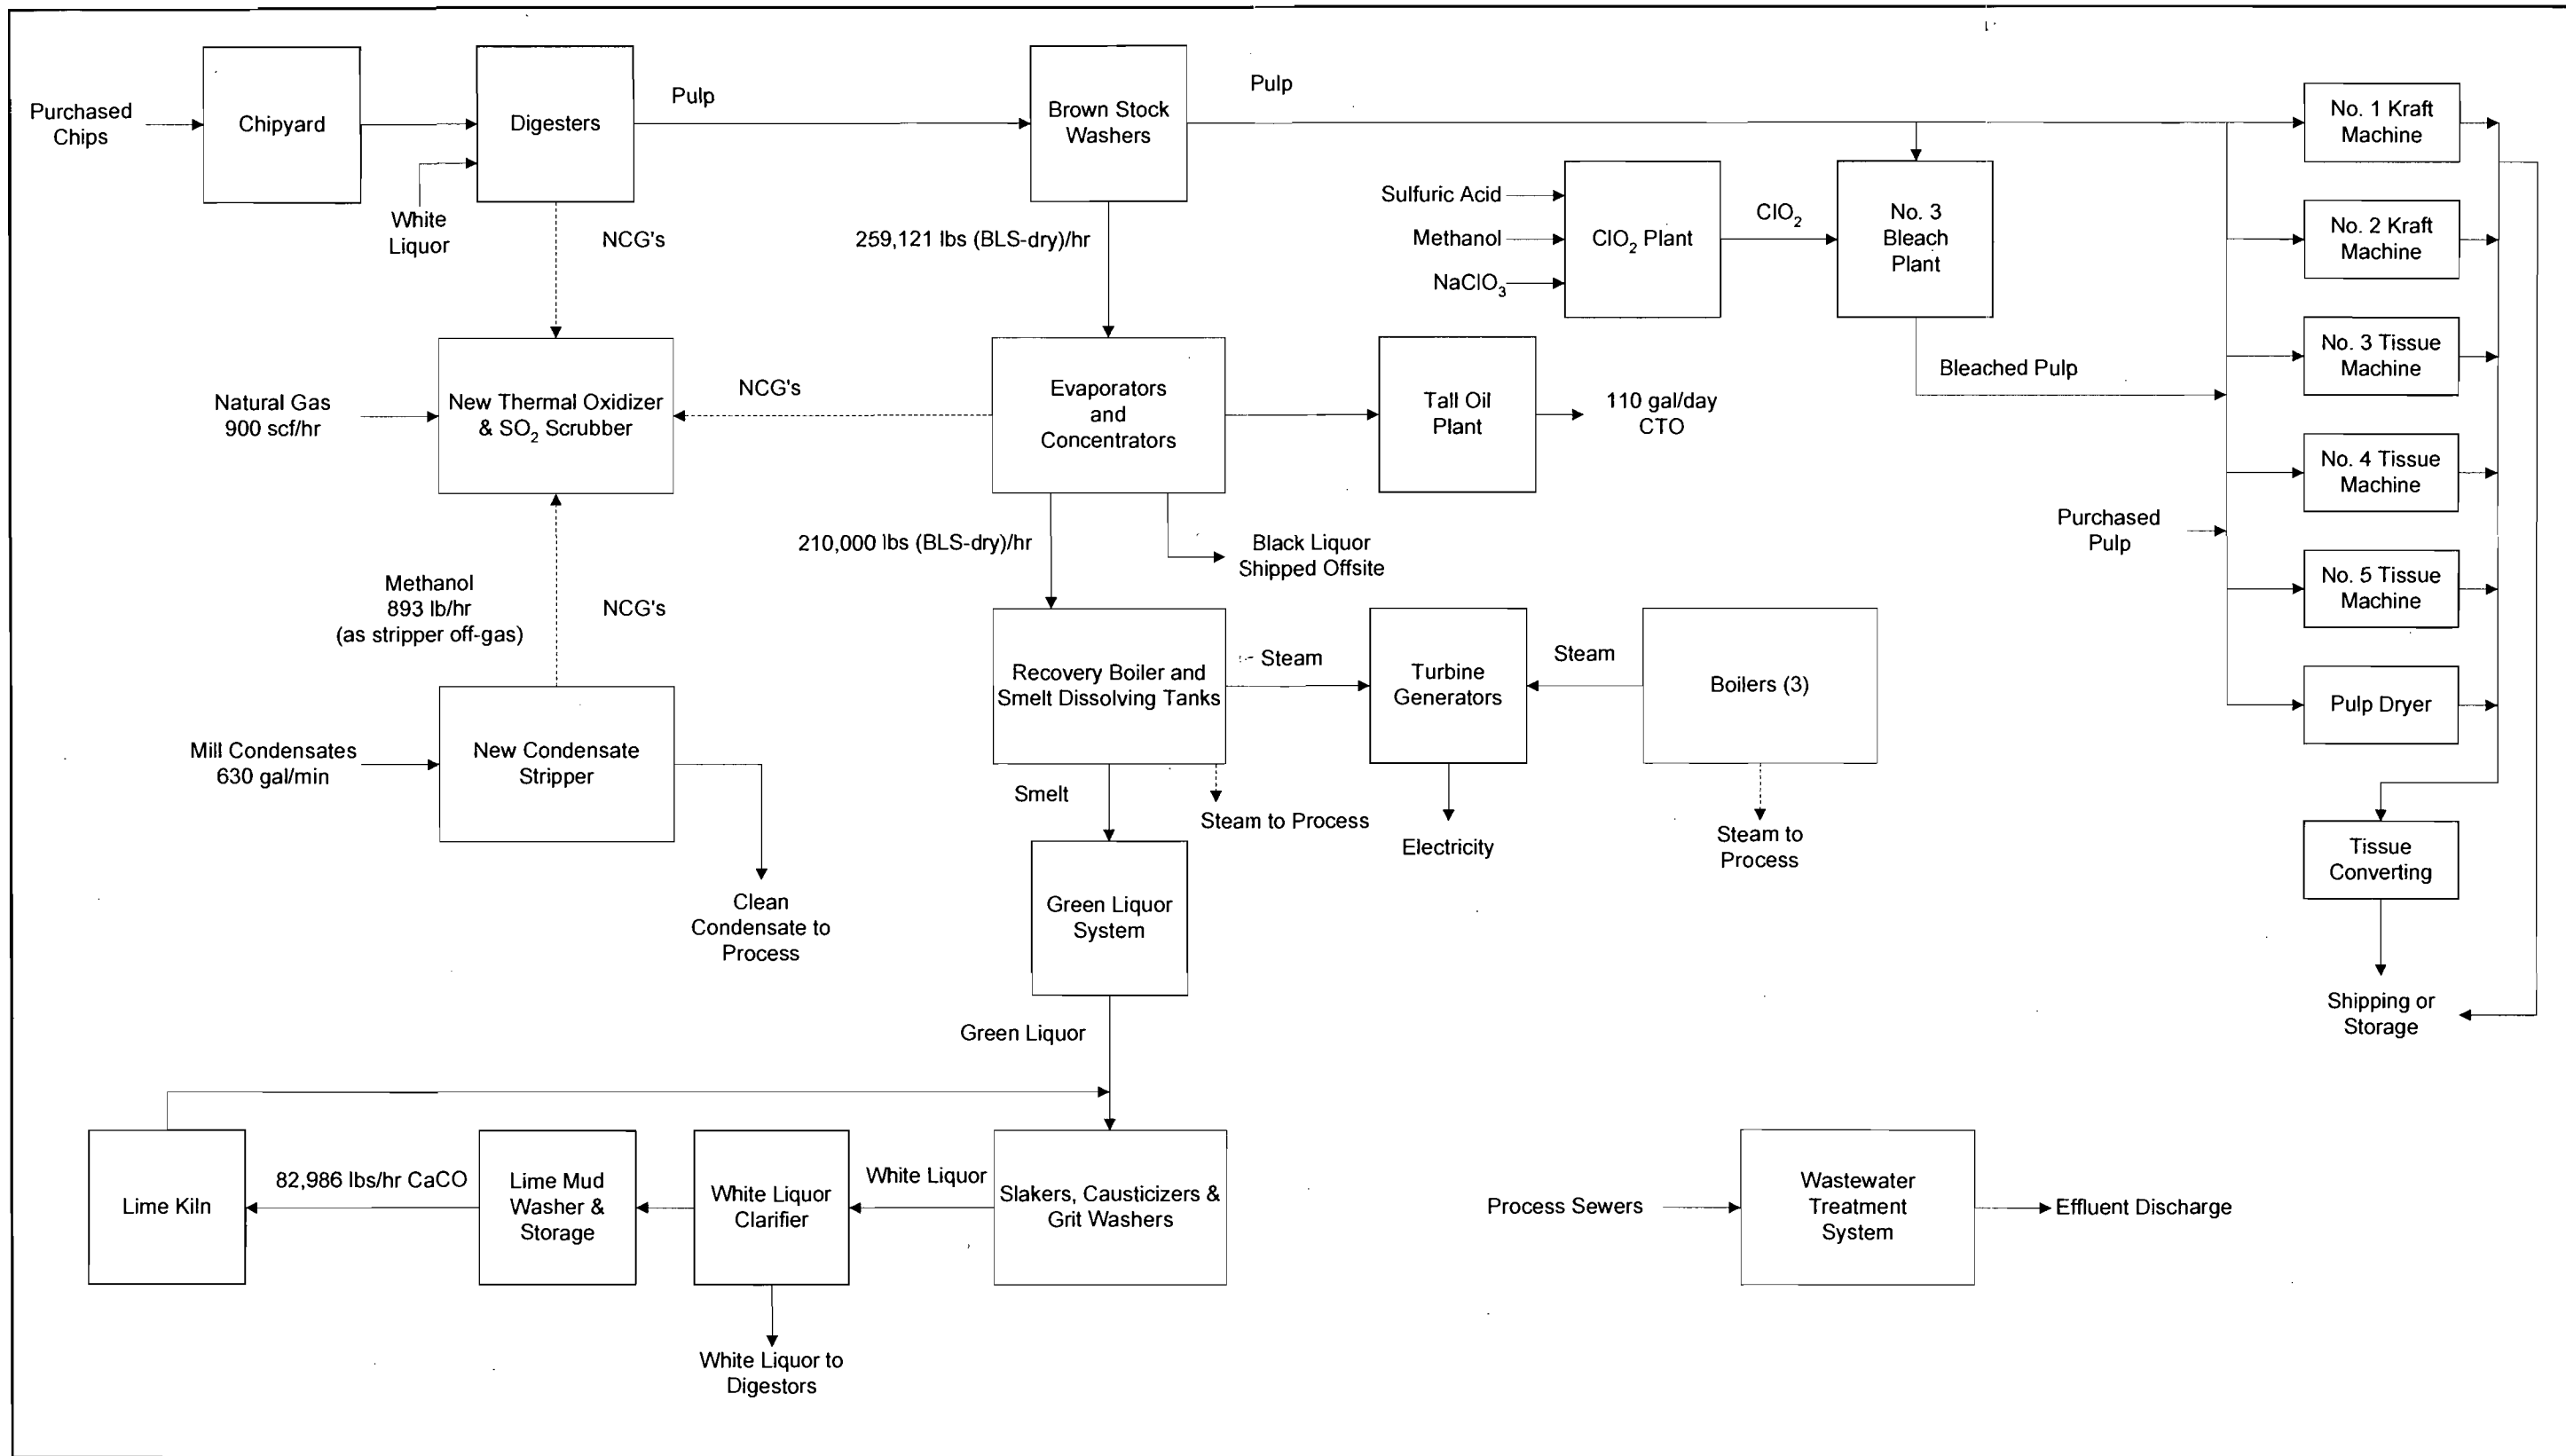 Purchased
Chips
Chipyard
Digesters
White
Liquor
Pulp
Brown Stock
Washers
Pulp
NCG's
259,121 lbs (BLS-dry)/hr
Sulfuric Acid
Methanol
NaClO3
ClO2 Plant
ClO2
No. 3
Bleach
Plant
Bleached Pulp
No. 1 Kraft
Machine
No. 2 Kraft
Machine
No. 3 Tissue
Machine
No. 4 Tissue
Machine
No. 5 Tissue
Machine
Pulp Dryer
Purchased
Pulp
Tissue
Converting
Shipping or
Storage
Natural Gas
900 scf/hr
New Thermal Oxidizer
& SO2 Scrubber
NCG's
Evaporators
and
Concentrators
Tall Oil
Plant
110 gal/day
CTO
210,000 lbs (BLS-dry)/hr
Black Liquor
Shipped Offsite
Methanol
893 lb/hr
(as stripper off-gas)
NCG's
Mill Condensates
630 gal/min
New Condensate
Stripper
Clean
Condensate to
Process
Recovery Boiler and
Smelt Dissolving Tanks
Steam
Turbine
Generators
Steam
Boilers (3)
Smelt
Steam to Process
Electricity
Steam to
Process
Green Liquor
System
Green Liquor
Lime Kiln
82,986 lbs/hr CaCO
Lime Mud
Washer &
Storage
White Liquor
Clarifier
White Liquor
Slakers, Causticizers &
Grit Washers
White Liquor to
Digestors
Process Sewers
Wastewater
Treatment
System
Effluent Discharge